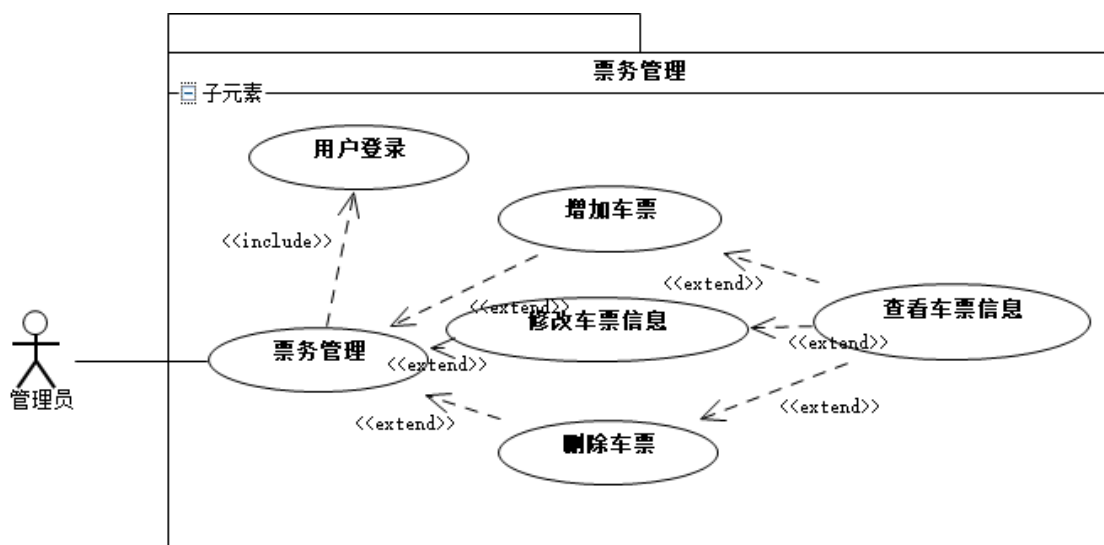 票务管理
子元素
用户登录
增加车票
<<include>>
<<extend>>
查看车票信息
<<extend>>
修改车票信息
<<extend>>
票务管理
<<extend>>
管理员
<<extend>>
<<extend>>
删除车票